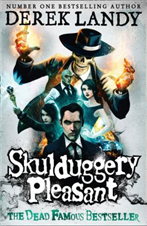 NUMBER ONE BESTSELLING AUTHOR
DEREK LANDY
Skulduggery
Pleasant
THE DEAD FAMOUS BESTSELLER